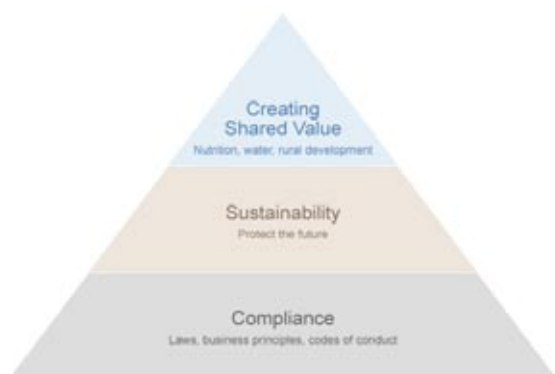 Creating
Shared Value
Nutrition, water, rural development
Sustainability
Protect the future
Compliance
Laws, business principles, codes of conduct